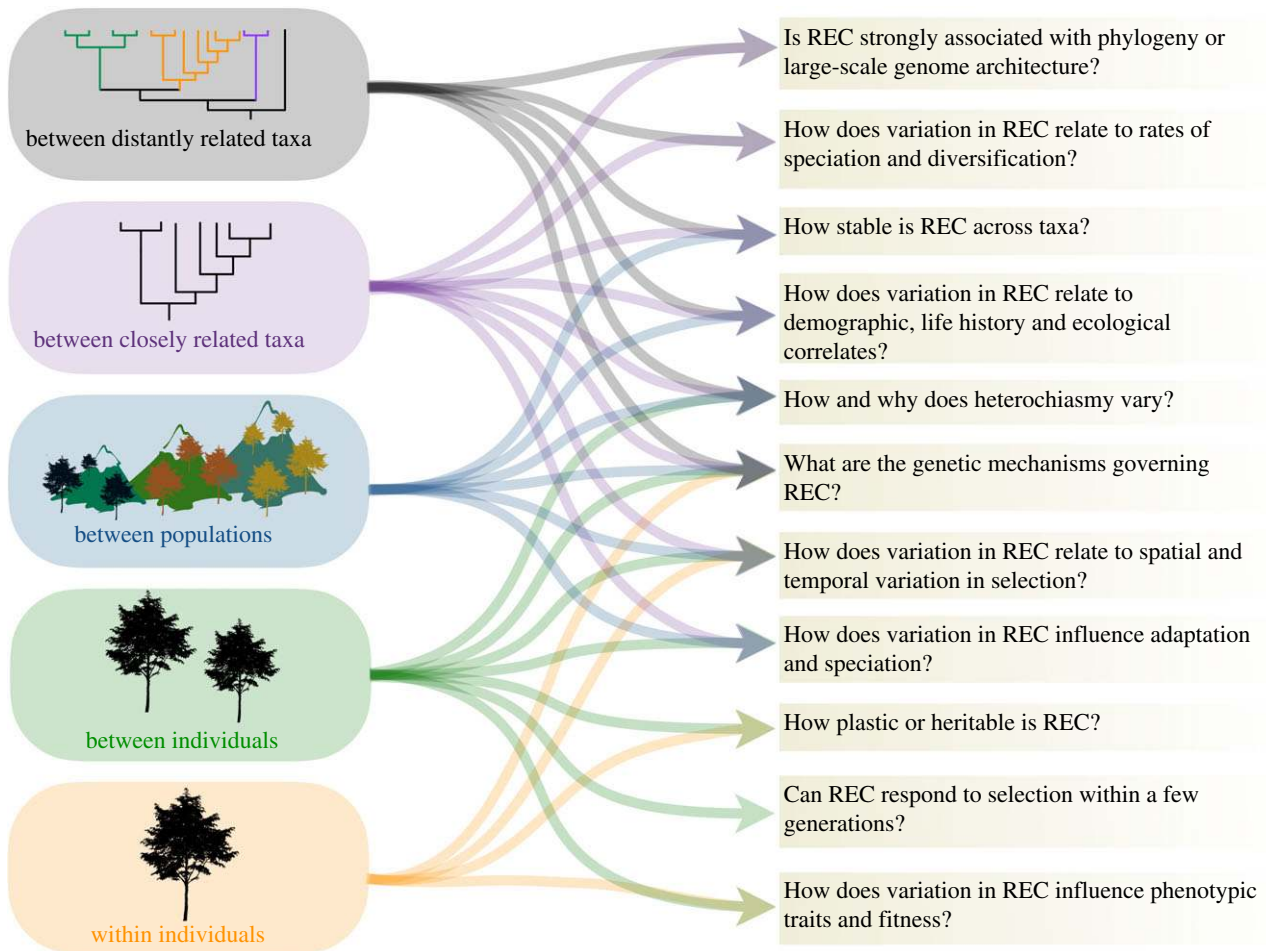 between distantly related taxa
between closely related taxa
between populations
between individuals
within individuals
Is REC strongly associated with phylogeny or
large-scale genome architecture?
How does variation in REC relate to rates of
speciation and diversification?
How stable is REC across taxa?
How does variation in REC relate to
demographic, life history and ecological
correlates?
How and why does heterochiasmy vary?
What are the genetic mechanisms governing
REC?
How does variation in REC relate to spatial and
temporal variation in selection?
How does variation in REC influence adaptation
and speciation?
How plastic or heritable is REC?
Can REC respond to selection within a few
generations?
How does variation in REC influence phenotypic
traits and fitness?